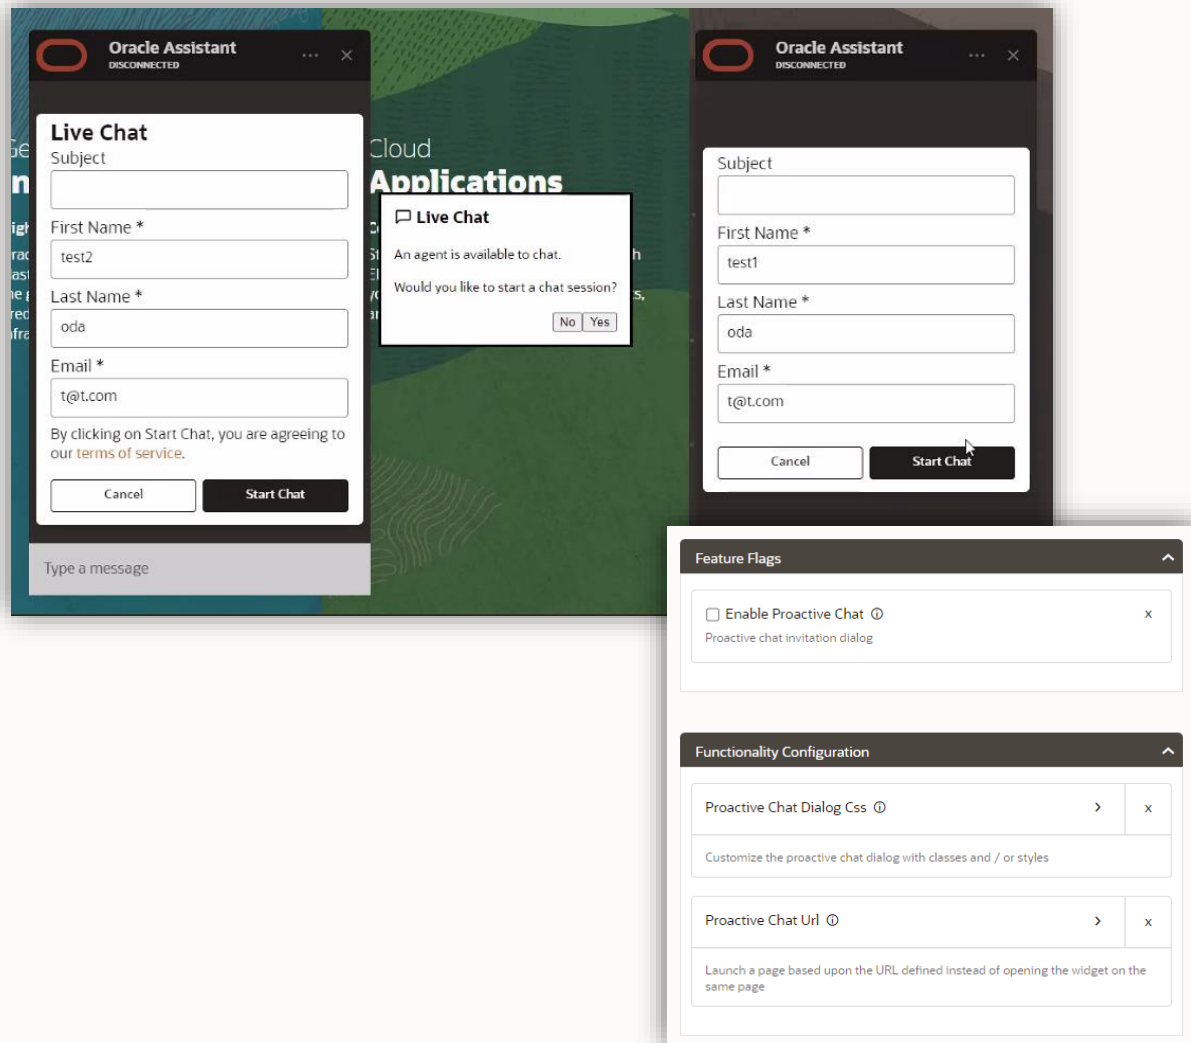 Oracle Assistant
DISCONNECTED
Live Chat
Subject
First Name *
test2
Last Name *
oda
Email *
t@t.com
By clicking on Start Chat, you are agreeing to
our terms of service.
Cancel
Start Chat
Type a message
Cloud
Applications
Live Chat
An agent is available to chat.
Would you like to start a chat session?
No
Yes
Oracle Assistant
DISCONNECTED
Subject
First Name *
test1
Last Name *
oda
Email *
t@t.com
Cancel
Start Chat
Feature Flags
Enable Proactive Chat
x
Proactive chat invitation dialog
Functionality Configuration
Proactive Chat Dialog Css
x
Customize the proactive chat dialog with classes and / or styles
Proactive Chat Url
x
Launch a page based upon the URL defined instead of opening the widget on the
same page